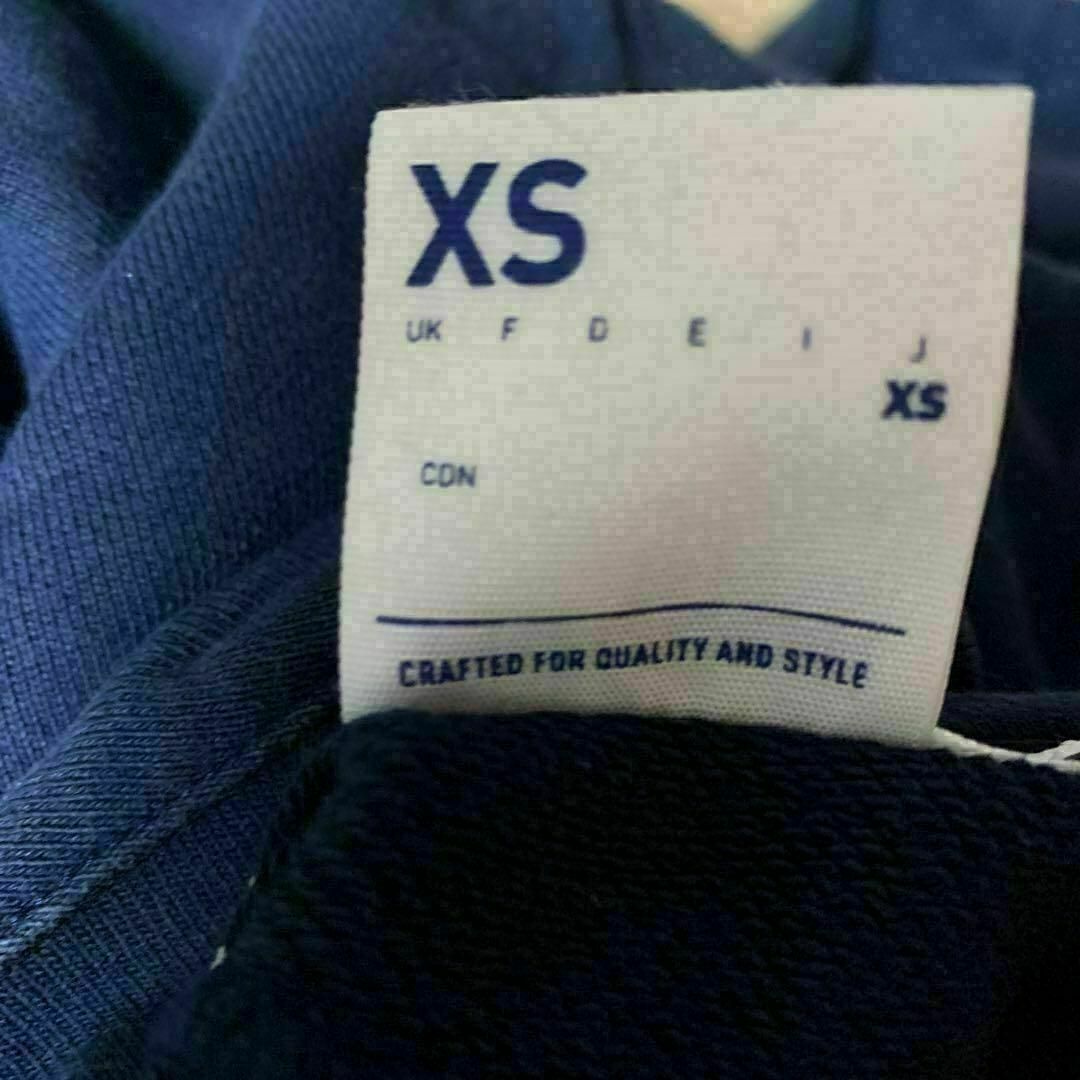 XS
UK F D E I J
XS
CDN
CRAFTED FOR QUALITY AND STYLE